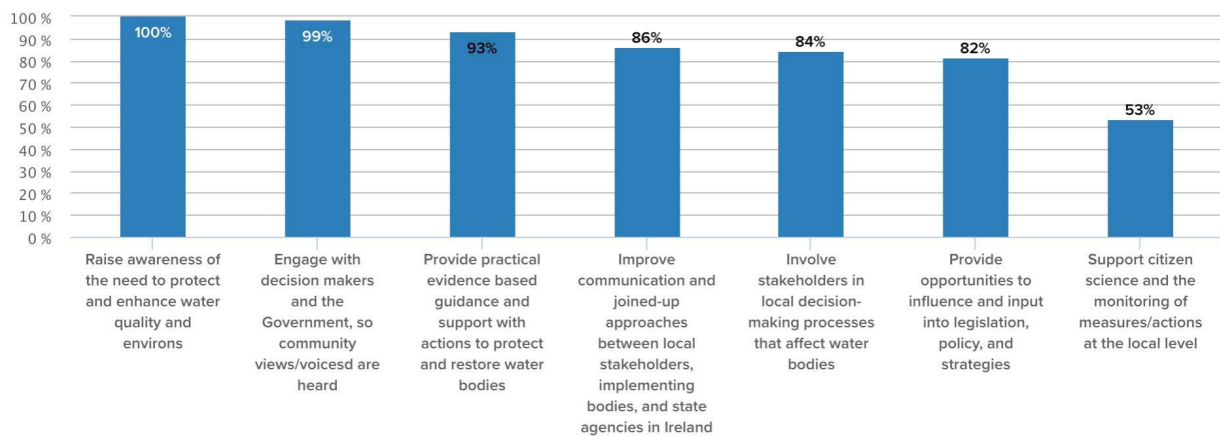 100 %
90 %
80 %
70 %
60 %
50 %
40 %
30 %
20 %
10 %
0 %
100%
99%
93%
86%
84%
82%
53%
Raise awareness of
the need to protect
and enhance water
quality and
environs
Engage with
decision makers
and the
Government, so
community
views/voicesd are
heard
Provide practical
evidence based
guidance and
support with
actions to protect
and restore water
bodies
Improve
communication and
joined-up
approaches
between local
stakeholders,
implementing
bodies, and state
agencies in Ireland
Involve
stakeholders in
local decision-
making processes
that affect water
bodies
Provide
opportunities to
influence and input
into legislation,
policy, and
strategies
Support citizen
science and the
monitoring of
measures/actions
at the local level